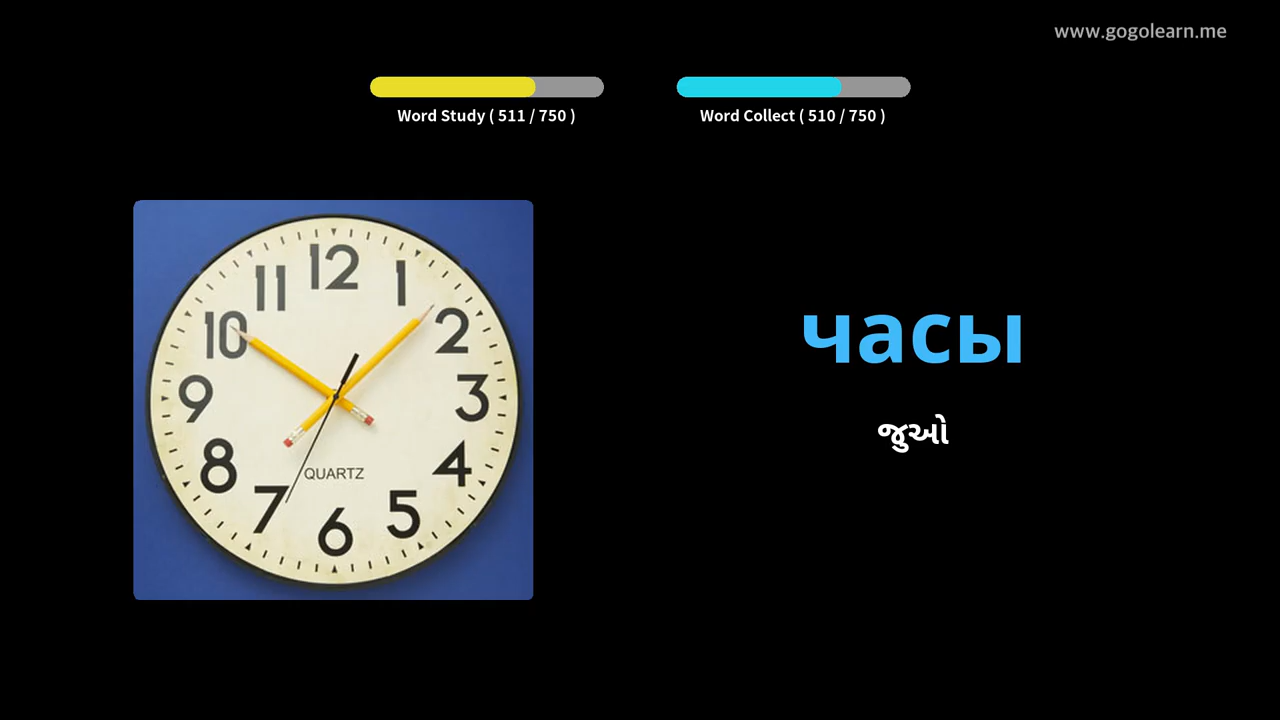 www.gogolearn.me
Word Study ( 511 / 750 )
Word Collect ( 510 / 750 )
12
11
1
10
2
9
3
8
4
QUARTZ
7
5
6
часы
જુઓ